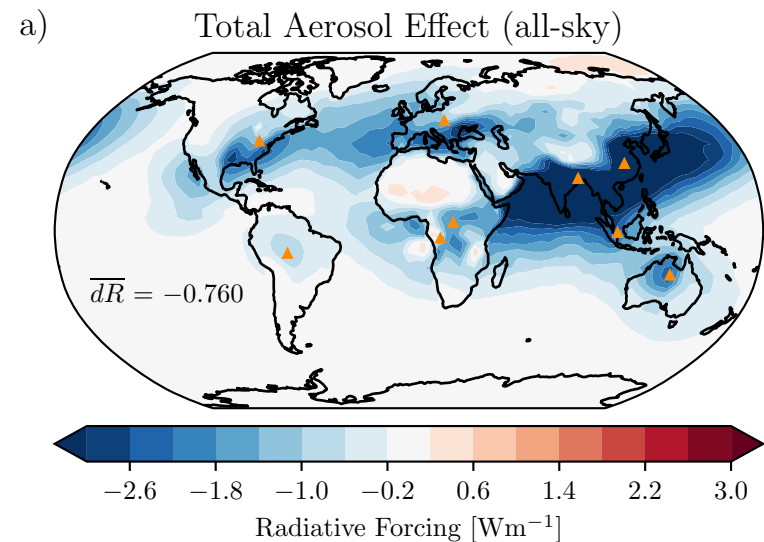 a)
Total Aerosol Effect (all-sky)
$\overline{dR} = -0.760$
−2.6 −1.8 −1.0 −0.2 0.6 1.4 2.2 3.0
Radiative Forcing [Wm⁻¹]